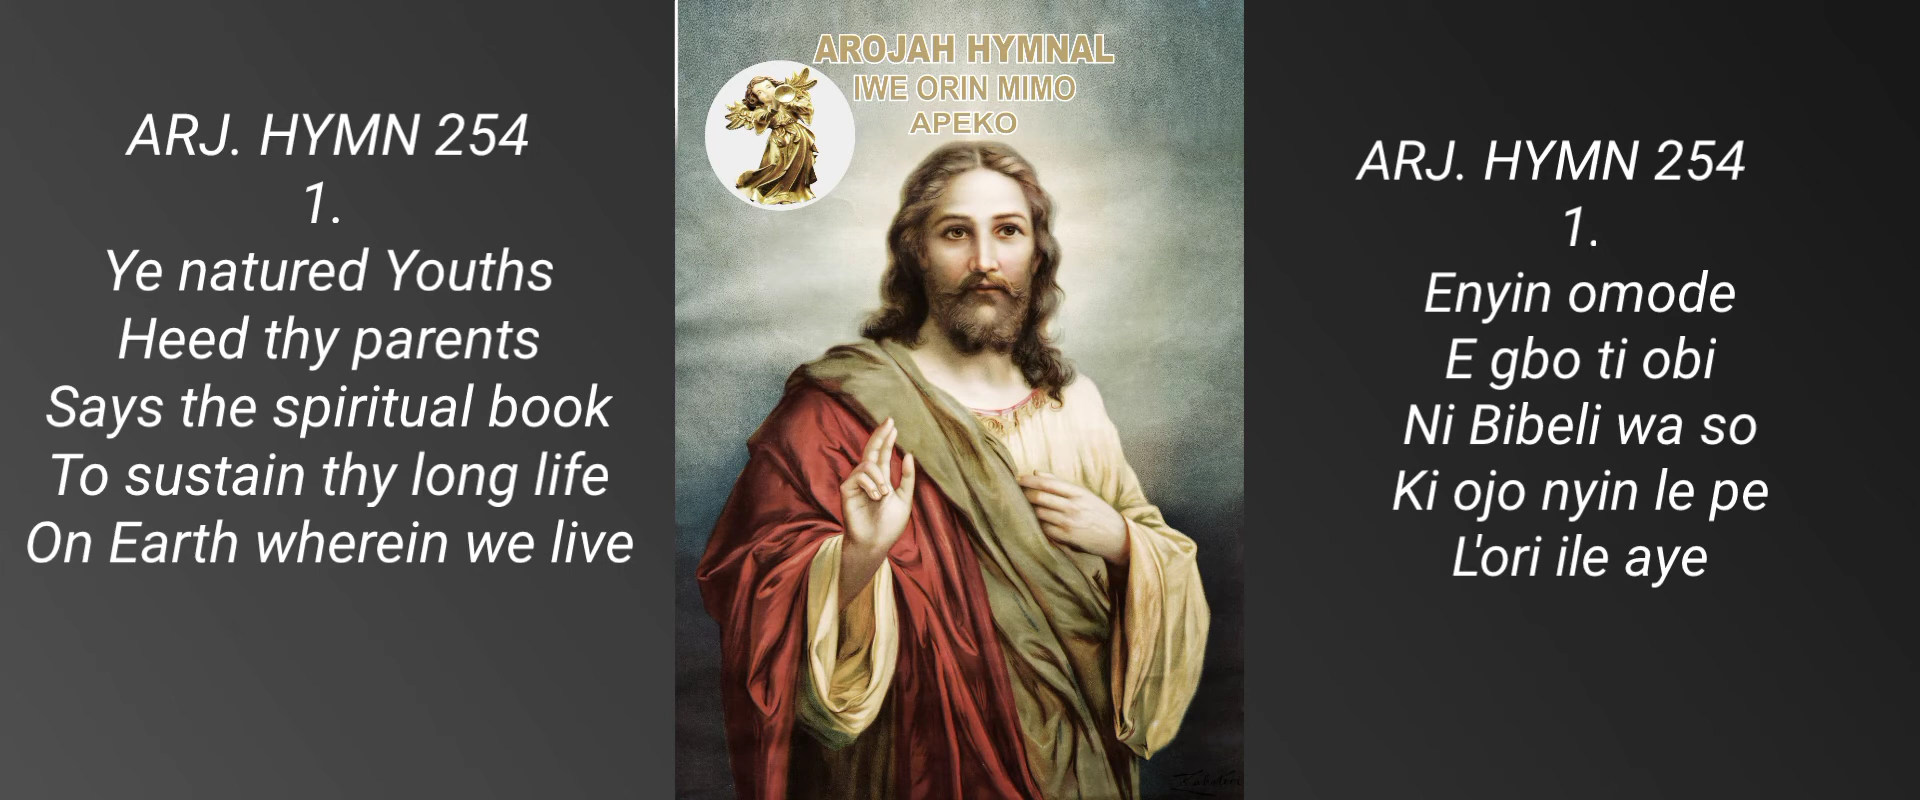 ARJ. HYMN 254
1.
Ye natured Youths
Heed thy parents
Says the spiritual book
To sustain thy long life
On Earth wherein we live
AROJAH HYMNAL
IWE ORIN MIMO
APEKO
ARJ. HYMN 254
1.
Enyin omode
E gbo ti obi
Ni Bibeli wa so
Ki ojo nyin le pe
L'ori ile aye